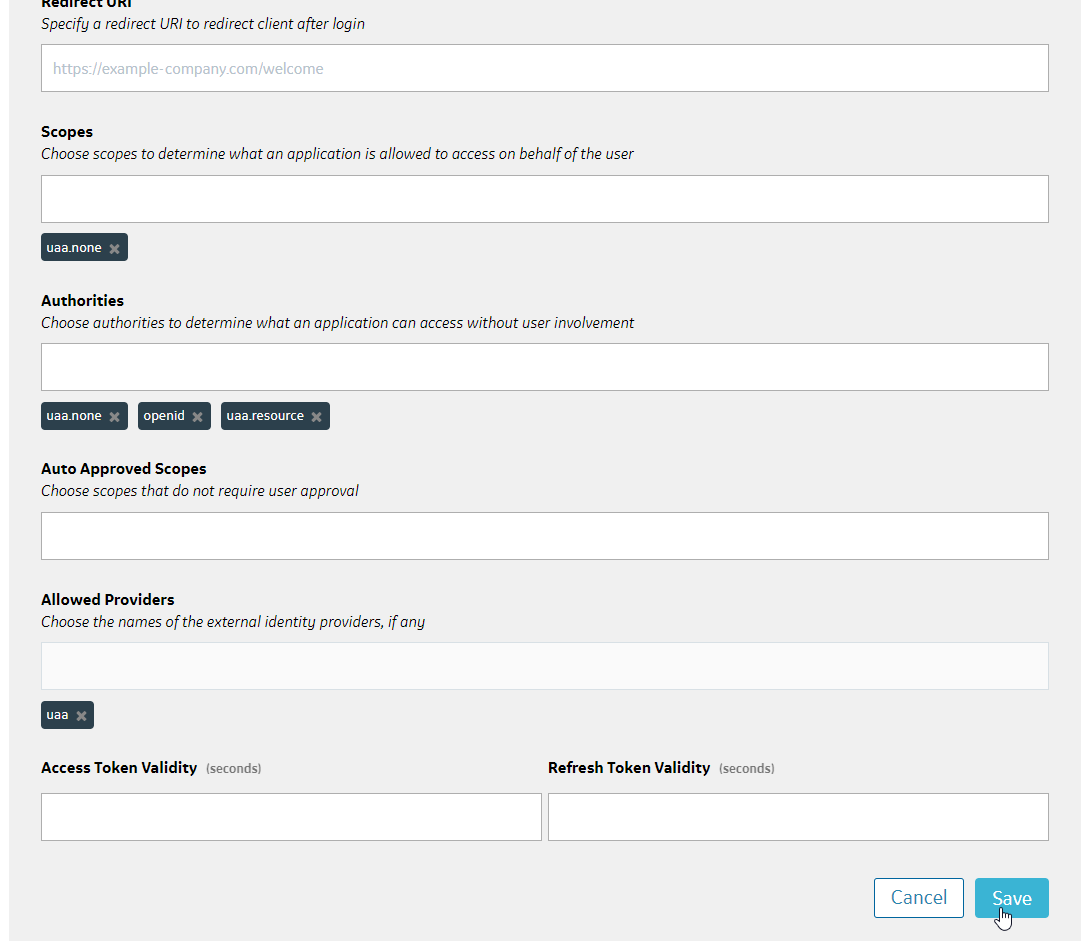 Redirect URI
Specify a redirect URI to redirect client after login
https://example-company.com/welcome
Scopes
Choose scopes to determine what an application is allowed to access on behalf of the user
uaa.none
Authorities
Choose authorities to determine what an application can access without user involvement
uaa.none openid uaa.resource
Auto Approved Scopes
Choose scopes that do not require user approval
Allowed Providers
Choose the names of the external identity providers, if any
uaa
Access Token Validity (seconds) Refresh Token Validity (seconds)
Cancel Save